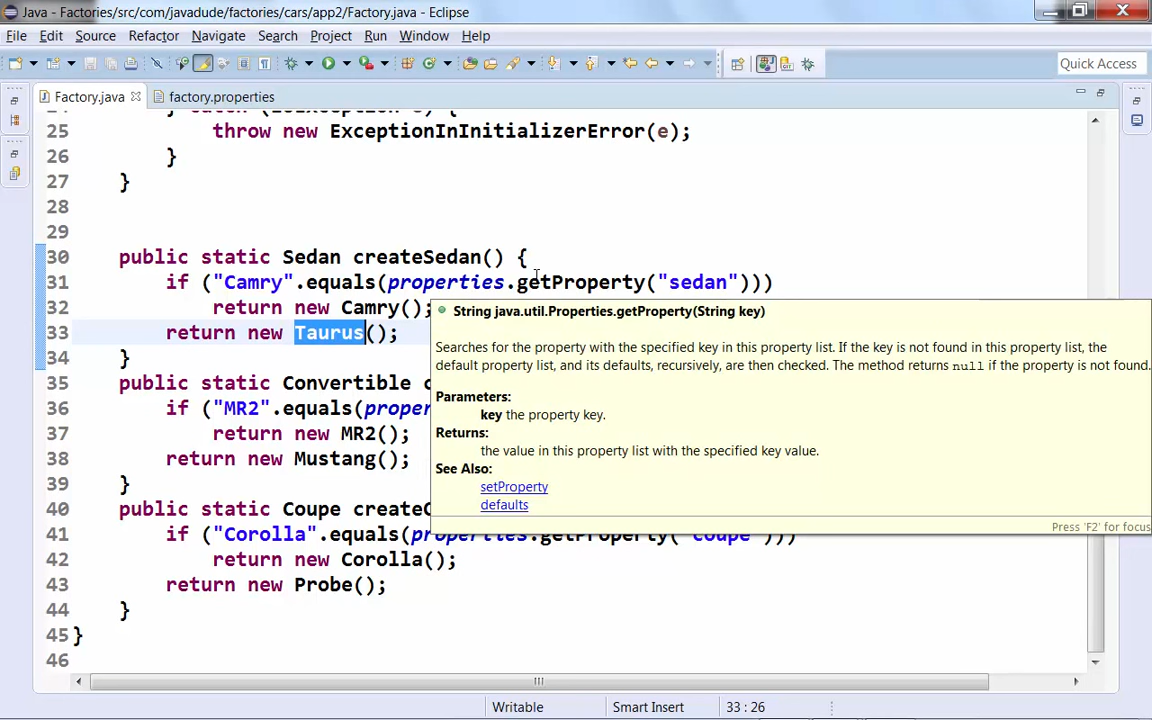 Java - Factories/src/com/javadude/factories/cars/app2/Factory.java - Eclipse
File Edit Source Refactor Navigate Search Project Run Window Help
Quick Access
Factory.java factory.properties
25 throw new ExceptionInInitializerError(e);
26 }
27 }
28
29
30 public static Sedan createSedan() {
31 if ("Camry".equals(properties.getProperty("sedan")))
32 return new Camry();
33 return new Taurus();
34 }
35 public static Convertible c
36 if ("MR2".equals(proper
37 return new MR2();
38 return new Mustang();
39 }
40 public static Coupe create
41 if ("Corolla".equals(properties.getProperty("coupe")))
42 return new Corolla();
43 return new Probe();
44 }
45 }
46
String java.util.Properties.getProperty(String key)
Searches for the property with the specified key in this property list. If the key is not found in this property list, the
default property list, and its defaults, recursively, are then checked. The method returns null if the property is not found.
Parameters:
key the property key.
Returns:
the value in this property list with the specified key value.
See Also:
setProperty
defaults
Press 'F2' for focus
Writable Smart Insert 33 : 26